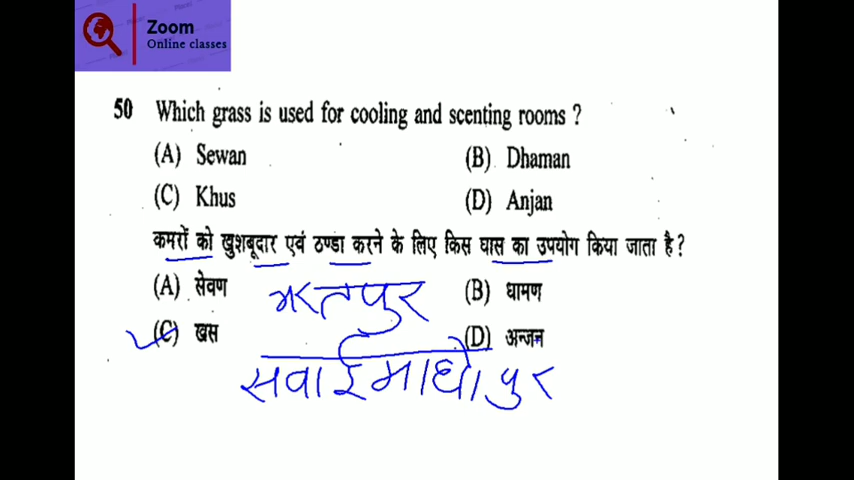 Zoom
Online classes
50 Which grass is used for cooling and scenting rooms ?
(A) Sewan (B) Dhaman
(C) Khus (D) Anjan
कमरों को खुशबूदार एवं ठण्डा करने के लिए किस घास का उपयोग किया जाता है ?
(A) सेवण (B) धामण
भरतपुर
(C) खस (D) अन्जन
सवाईमाधोपुर